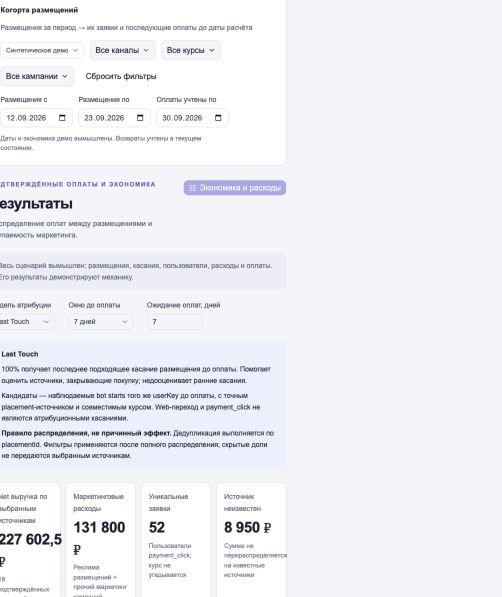 Когорта размещений
Размещения за период → их заявки и последующие оплаты до даты расчёта
Синтетическое демо Все каналы Все курсы
Все кампании Сбросить фильтры
Размещения с Размещения по Оплаты учтены по
12.09.2026 23.09.2026 30.09.2026
Даты и экономика демо вымышлены. Возвраты учтены в текущем
состоянии.
ДТВЕРЖДЁННЫЕ ОПЛАТЫ И ЭКОНОМИКА
Экономика и расходы
езультаты
спределение оплат между размещениями и
упаемость маркетинга.
Весь сценарий вымышлен: размещения, касания, пользователи, расходы и оплаты.
Его результаты демонстрируют механику.
дель атрибуции Окно до оплаты Ожидание оплат, дней
ast Touch 7 дней 7
Last Touch
100% получает последнее подходящее касание размещения до оплаты. Помогает
оценить источники, закрывающие покупку; недооценивает ранние касания.
Кандидаты — наблюдаемые bot starts того же userKey до оплаты, с точным
placement-источником и совместимым курсом. Web-переход и payment_click не
являются атрибуционными касаниями.
Правило распределения, не причинный эффект. Дедупликация выполняется по
placementId. Фильтры применяются после полного распределения; скрытые доли
не передаются выбранным источникам.
Net выручка по
выбранным
источникам
227 602,5
₽
18
подтверждённых
Маркетинговые
расходы
131 800
₽
Реклама
размещений +
прочий маркетинг
кампаний
Уникальные
заявки
52
Пользователи
payment_click;
курс не
угадывается
Источник
неизвестен
8 950 ₽
Сумма не
перераспределяется
на известные
источники